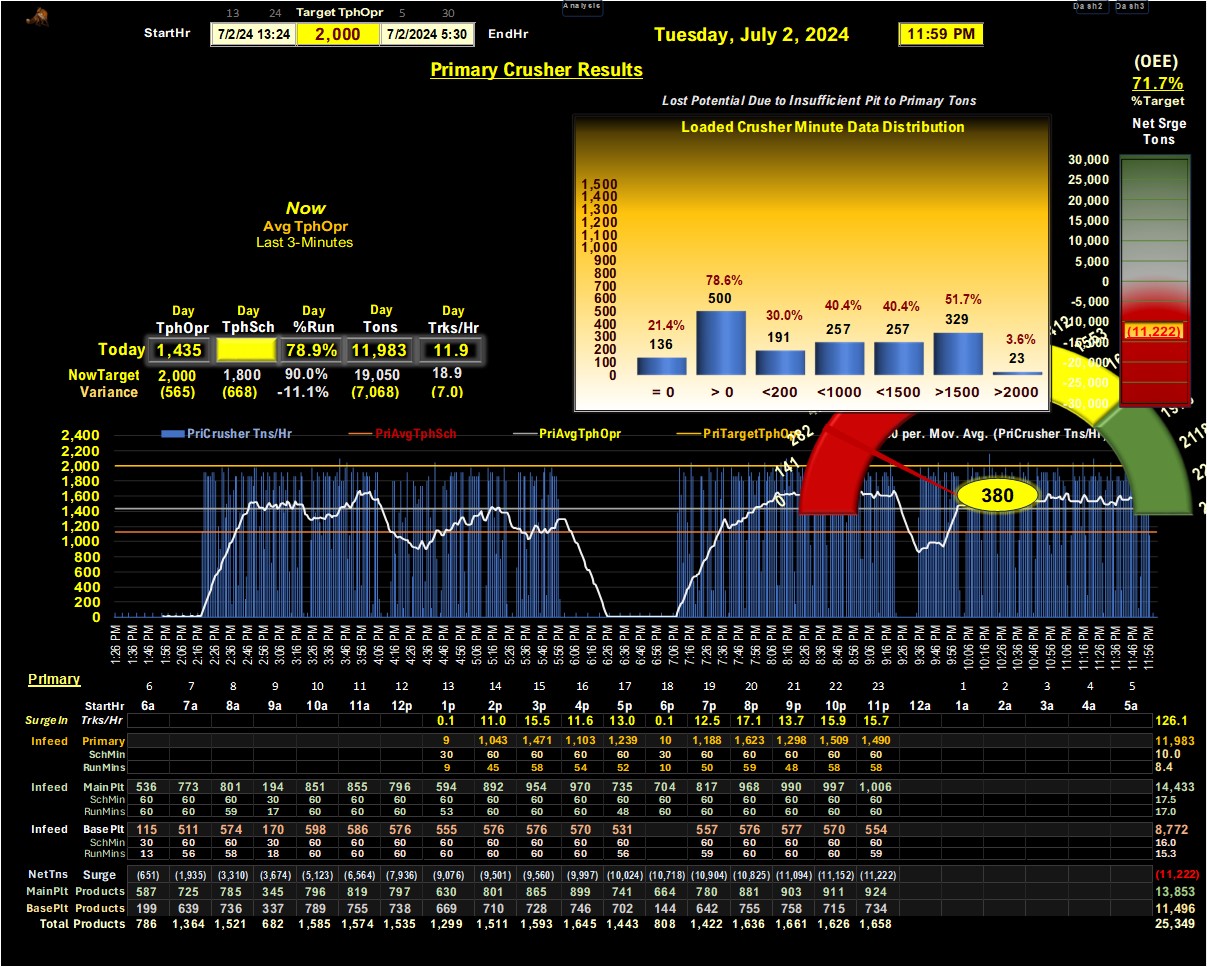 Analysis
Dash2 Dash3
13 24 Target TphOpr 5 30
StartHr 7/2/24 13:24 2,000 7/2/2024 5:30 EndHr
Tuesday, July 2, 2024 11:59 PM
Primary Crusher Results
(OEE)
71.7%
%Target
Net Srge
Tons
Lost Potential Due to Insufficient Pit to Primary Tons
Loaded Crusher Minute Data Distribution
1,500
1,400
1,300
1,200
1,100
1,000
900
800
700
600
500
400
300
200
100
0
21.4% 78.6% 30.0% 40.4% 40.4% 51.7% 3.6%
136 500 191 257 257 329 23
= 0 > 0 <200 <1000 <1500 >1500 >2000
30,000
25,000
20,000
15,000
10,000
5,000
0
-5,000
-10,000
-15,000
-20,000
-25,000
-30,000
(11,222)
Now
Avg TphOpr
Last 3-Minutes
Day Day Day Day Day
TphOpr TphSch %Run Tons Trks/Hr
Today 1,435 78.9% 11,983 11.9
NowTarget 2,000 1,800 90.0% 19,050 18.9
Variance (565) (668) -11.1% (7,068) (7.0)
0 141 282
380
PriCrusher Tns/Hr PriAvgTphSch PriAvgTphOpr PriTargetTphOpr per. Mov. Avg. (PriCrusher Tns/Hr)
2,400
2,200
2,000
1,800
1,600
1,400
1,200
1,000
800
600
400
200
0
1:26 PM 1:36 PM 1:46 PM 1:56 PM 2:06 PM 2:16 PM 2:26 PM 2:36 PM 2:46 PM 2:56 PM 3:06 PM 3:16 PM 3:26 PM 3:36 PM 3:46 PM 3:56 PM 4:06 PM 4:16 PM 4:26 PM 4:36 PM 4:46 PM 4:56 PM 5:06 PM 5:16 PM 5:26 PM 5:36 PM 5:46 PM 5:56 PM 6:06 PM 6:16 PM 6:26 PM 6:36 PM 6:46 PM 6:56 PM 7:06 PM 7:16 PM 7:26 PM 7:36 PM 7:46 PM 7:56 PM 8:06 PM 8:16 PM 8:26 PM 8:36 PM 8:46 PM 8:56 PM 9:06 PM 9:16 PM 9:26 PM 9:36 PM 9:46 PM 9:56 PM 10:06 PM 10:16 PM 10:26 PM 10:36 PM 10:46 PM 10:56 PM 11:06 PM 11:16 PM 11:26 PM 11:36 PM 11:46 PM 11:56 PM
Primary
6 7 8 9 10 11 12 13 14 15 16 17 18 19 20 21 22 23 1 2 3 4 5
StartHr 6a 7a 8a 9a 10a 11a 12p 1p 2p 3p 4p 5p 6p 7p 8p 9p 10p 11p 12a 1a 2a 3a 4a 5a
SurgeIn Trks/Hr 0.1 11.0 15.5 11.6 13.0 0.1 12.5 17.1 13.7 15.9 15.7 126.1
Infeed Primary 9 1,043 1,471 1,103 1,239 10 1,188 1,623 1,298 1,509 1,490 11,983
SchMin 30 60 60 60 60 30 60 60 60 60 60 10.0
RunMins 9 45 58 54 52 10 50 59 48 58 58 8.4
Infeed MainPlt 536 773 801 194 851 855 796 594 892 954 970 735 704 817 968 990 997 1,006 14,433
SchMin 60 60 60 30 60 60 60 60 60 60 60 60 60 60 60 60 60 60 17.5
RunMins 60 60 59 17 60 60 60 53 60 60 60 48 60 60 60 60 60 60 17.0
Infeed BasePlt 115 511 574 170 598 586 576 555 576 576 570 531 557 576 577 570 554 8,772
SchMin 30 60 60 30 60 60 60 60 60 60 60 60 60 60 60 60 60 16.0
RunMins 13 56 58 18 60 60 60 60 60 60 60 56 59 60 60 60 59 15.3
NetTns Surge (651) (1,935) (3,310) (3,674) (5,123) (6,564) (7,936) (9,076) (9,501) (9,560) (9,997) (10,024) (10,718) (10,904) (10,825) (11,094) (11,152) (11,222) (11,222)
MainPlt Products 587 725 785 345 796 819 797 630 801 865 899 741 664 780 881 903 911 924 13,853
BasePlt Products 199 639 736 337 789 755 738 669 710 728 746 702 144 642 755 758 715 734 11,496
Total Products 786 1,364 1,521 682 1,585 1,574 1,535 1,299 1,511 1,593 1,645 1,443 808 1,422 1,636 1,661 1,626 1,658 25,349